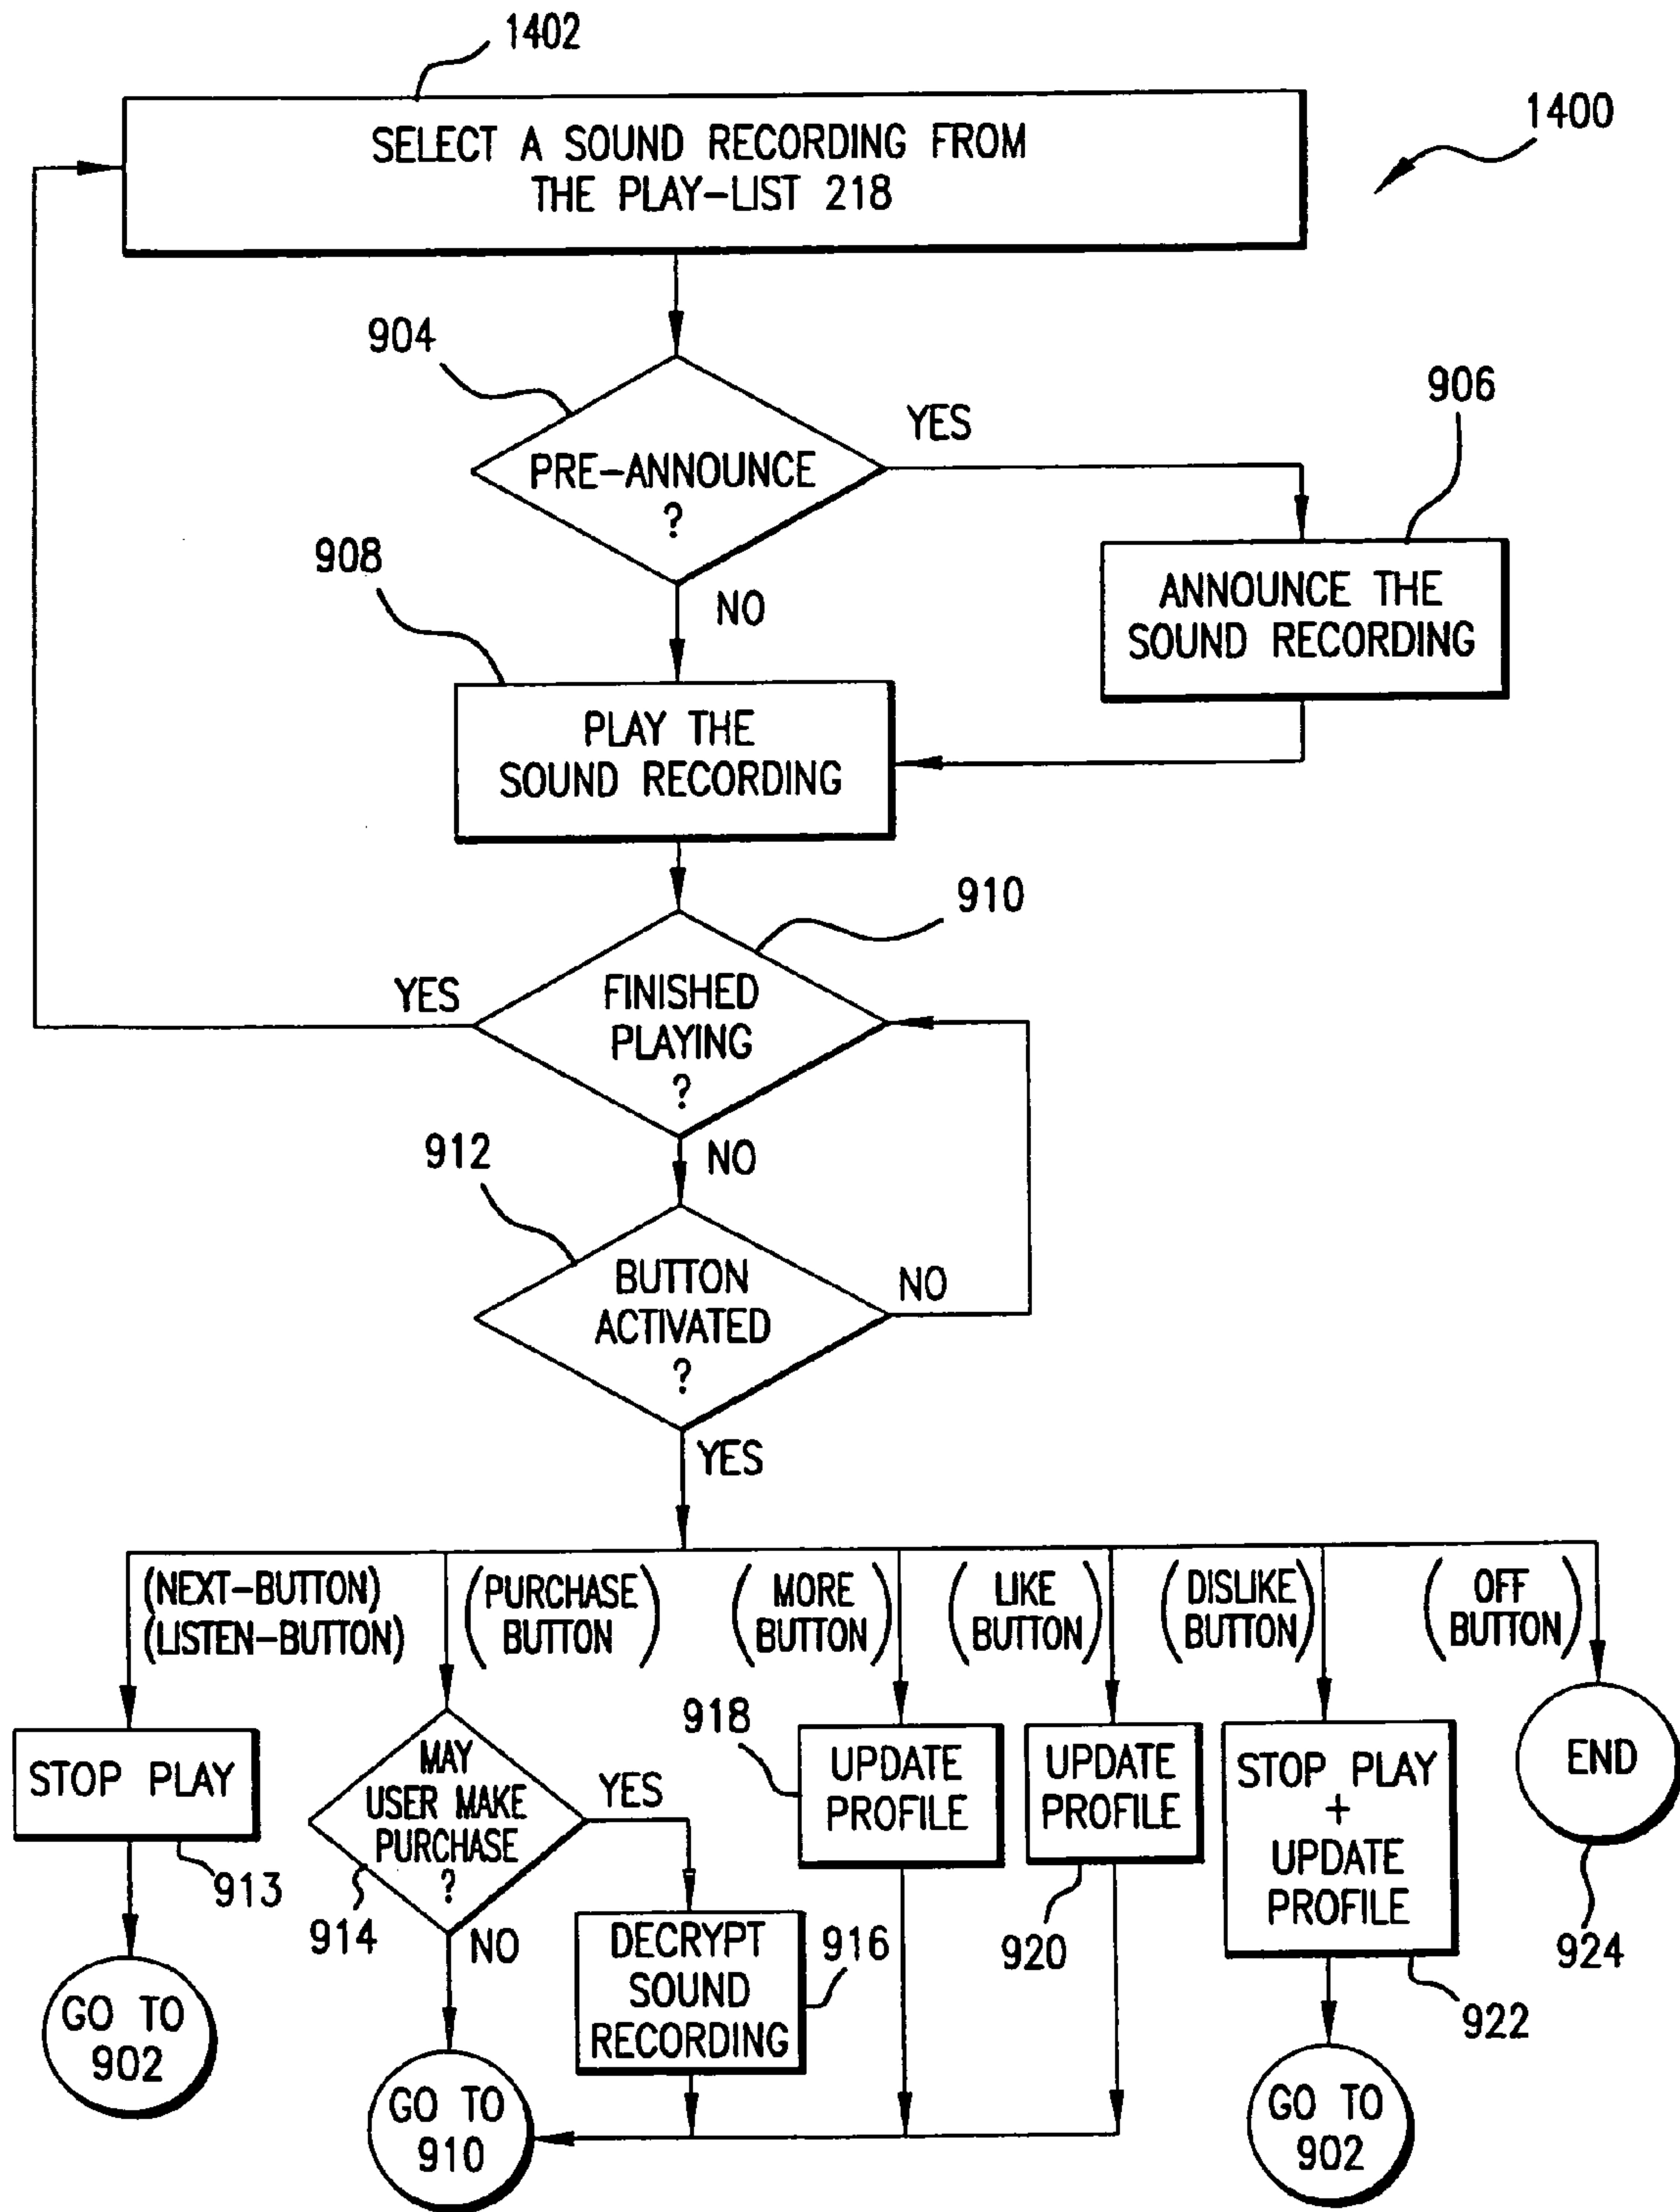 1402
1400
SELECT A SOUND RECORDING FROM
THE PLAY-LIST 218
904
PRE-ANNOUNCE
?
YES
906
NO
ANNOUNCE THE
SOUND RECORDING
908
PLAY THE
SOUND RECORDING
910
YES
FINISHED
PLAYING
?
NO
912
BUTTON
ACTIVATED
?
NO
YES
(NEXT-BUTTON)
(LISTEN-BUTTON)
(PURCHASE
BUTTON)
(MORE
BUTTON)
(LIKE
BUTTON)
(DISLIKE
BUTTON)
(OFF
BUTTON)
STOP PLAY
913
GO TO
902
MAY
USER MAKE
PURCHASE
?
914
YES
NO
DECRYPT
SOUND
RECORDING
916
GO TO
910
918
UPDATE
PROFILE
UPDATE
PROFILE
920
STOP PLAY
+
UPDATE
PROFILE
922
GO TO
902
END
924